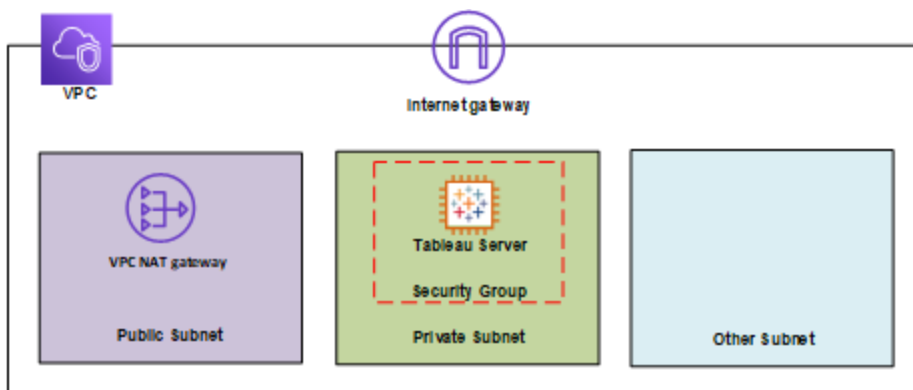 VPC
Internet gateway
VPC NAT gateway
Public Subnet
Tableau Server
Security Group
Private Subnet
Other Subnet